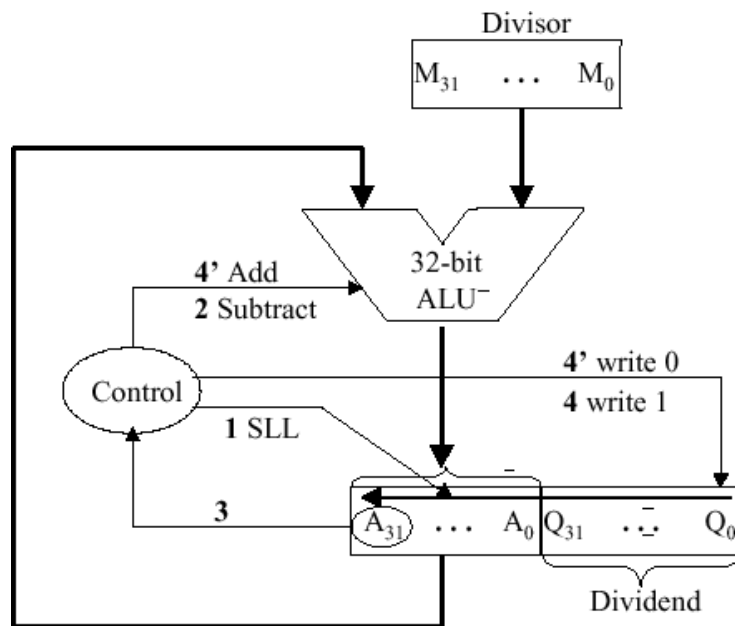 Divisor
M31 ... M0
32-bit
ALU
4’ Add
2 Subtract
Control
4’ write 0
4 write 1
1 SLL
3
A31 ... A0 Q31 ... Q0
Dividend